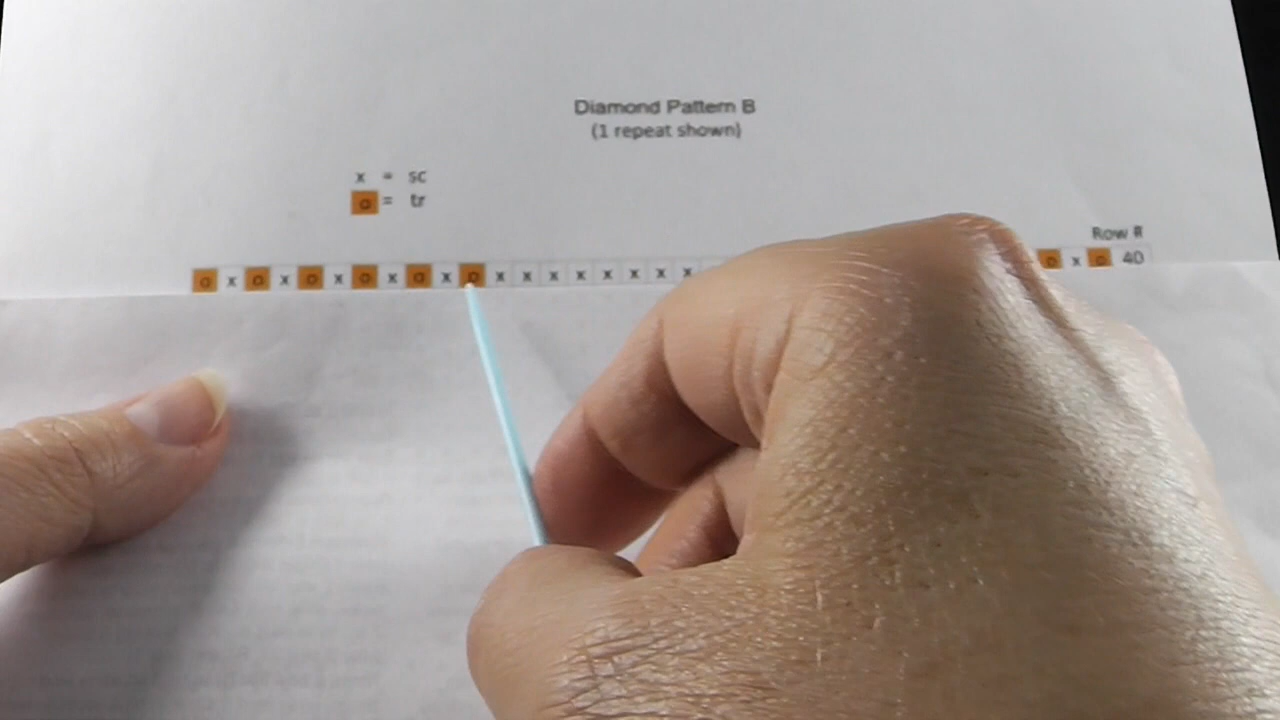 Diamond Pattern B
(1 repeat shown)
x = sc
o = tr
Row #
o x o x o x o x o x o x x x x x x x x o x o 40